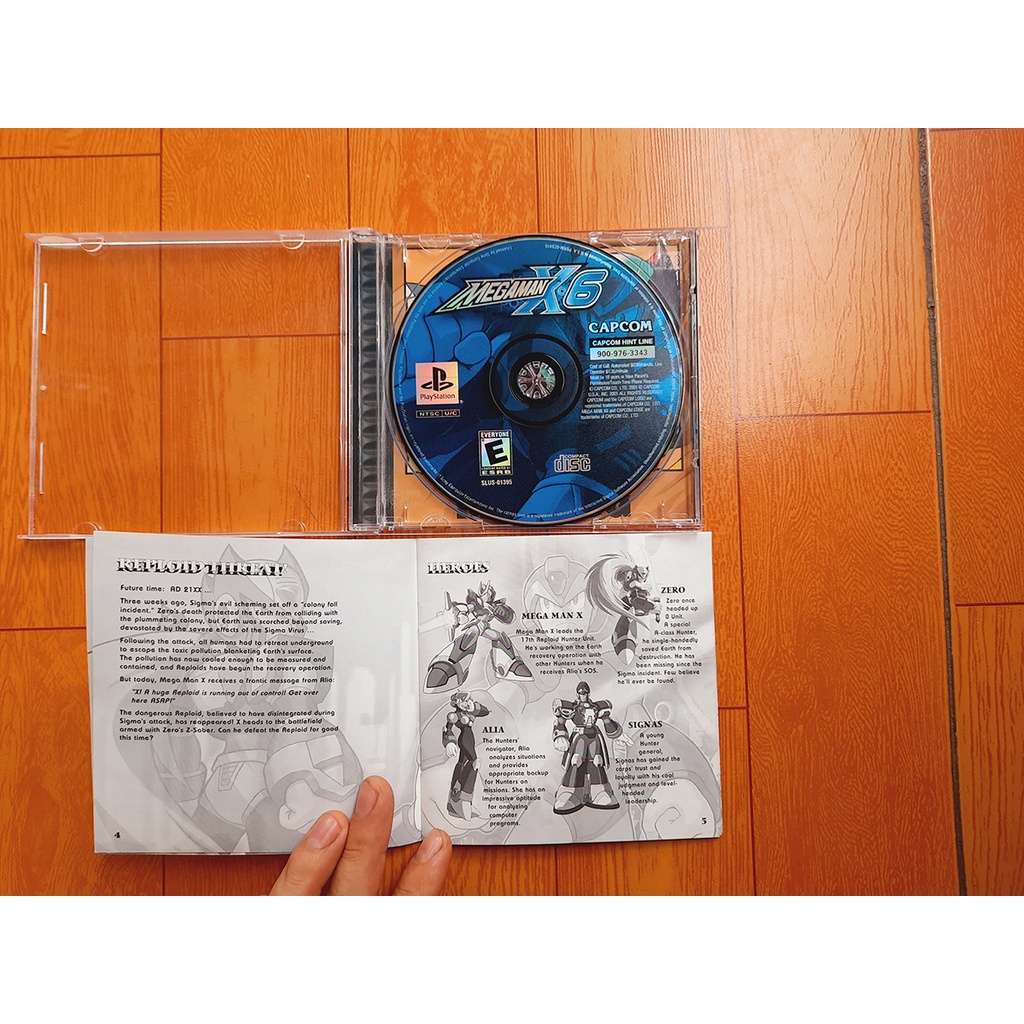 MEGAMAN X6
CAPCOM
CAPCOM HINT LINE
900-976-3343
PlayStation
NTSC U/C
EVERYONE
E
CONTENT RATED BY
ESRB
SLUS-01395
COMPACT
disc
REPLOID THREAT!
Future time: AD 21XX ...
Three weeks ago, Sigma's evil scheming set off a "colony fall
incident." Zero's death protected the Earth from colliding with
the plummeting colony, but Earth was scorched beyond saving,
devastated by the severe effects of the Sigma Virus ...
Following the attack, all humans had to retreat underground
to escape the toxic pollution blanketing Earth's surface.
The pollution has now cooled enough to be measured and
contained, and Reploids have begun the recovery operation.
But today, Mega Man X receives a frantic message from Alia:
"X! A huge Reploid is running out of control! Get over
here ASAP!"
The dangerous Reploid, believed to have disintegrated during
Sigma's attack, has reappeared! X heads to the battlefield
armed with Zero's Z-Saber. Can he defeat the Reploid for good
this time?
4
HEROES
MEGA MAN X
Mega Man X leads the
17th Reploid Hunter Unit.
He's working on the Earth
recovery operation with
other Hunters when he
receives Alia's SOS.
ZERO
Zero once
headed up
0 Unit.
A special
A-class Hunter,
he single-handedly
saved Earth from
destruction. He has
been missing since the
Sigma incident. Few believe
he'll ever be found.
ALIA
The Hunters'
navigator, Alia
analyzes situations
and provides
appropriate backup
for Hunters on
missions. She has an
impressive aptitude
for analyzing
computer
programs.
SIGNAS
A young
Hunter
general,
Signas has gained the
corps' trust and
loyalty with his cool
judgment and level-
headed
leadership.
5